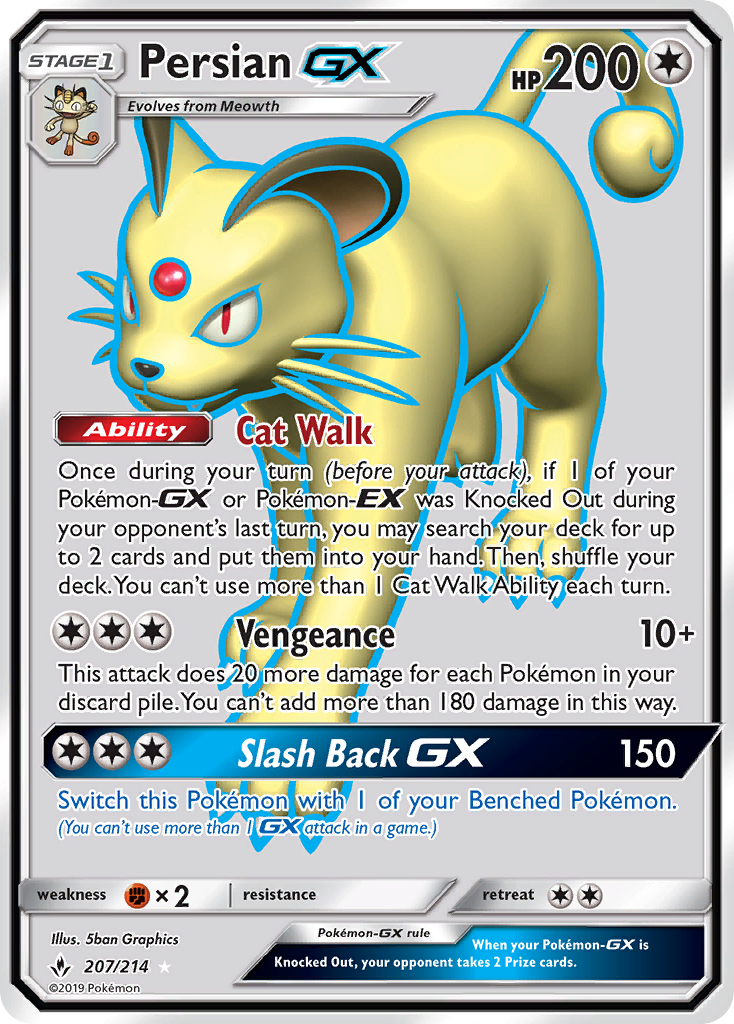 STAGE 1
Persian GX
HP 200
Evolves from Meowth
Ability Cat Walk
Once during your turn (before your attack), if 1 of your
Pokémon-GX or Pokémon-EX was Knocked Out during
your opponent's last turn, you may search your deck for up
to 2 cards and put them into your hand. Then, shuffle your
deck. You can't use more than 1 Cat Walk Ability each turn.
Vengeance 10+
This attack does 20 more damage for each Pokémon in your
discard pile. You can't add more than 180 damage in this way.
Slash Back GX 150
Switch this Pokémon with 1 of your Benched Pokémon.
(You can't use more than 1 GX attack in a game.)
weakness × 2 resistance retreat
Illus. 5ban Graphics
207/214
©2019 Pokémon
Pokémon-GX rule
When your Pokémon-GX is
Knocked Out, your opponent takes 2 Prize cards.